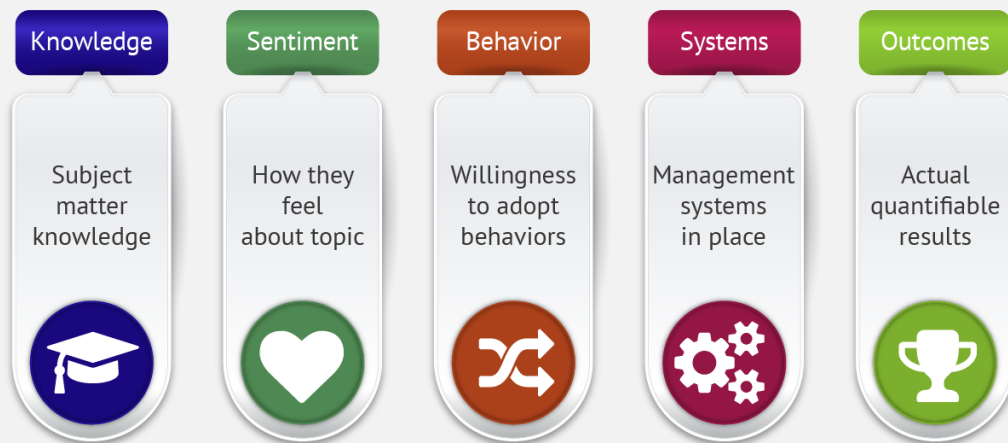 Knowledge
Subject
matter
knowledge
Sentiment
How they
feel
about topic
Behavior
Willingness
to adopt
behaviors
Systems
Management
systems
in place
Outcomes
Actual
quantifiable
results